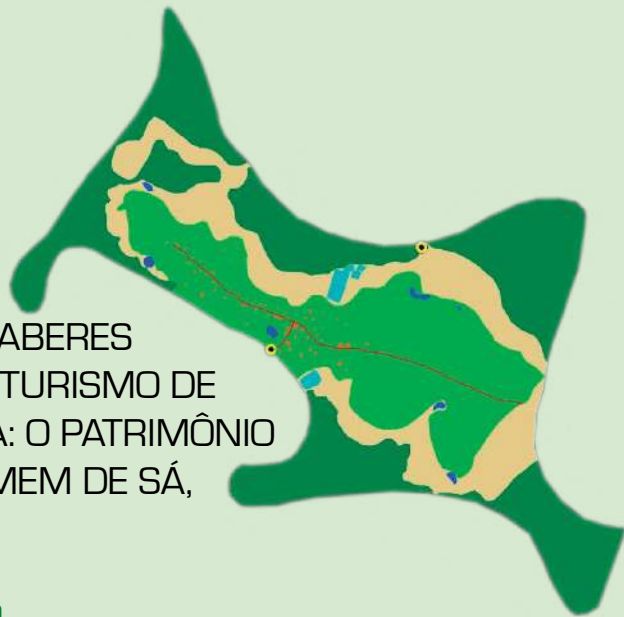 ABERES
TURISMO DE
: O PATRIMÔNIO
MEM DE SÁ,